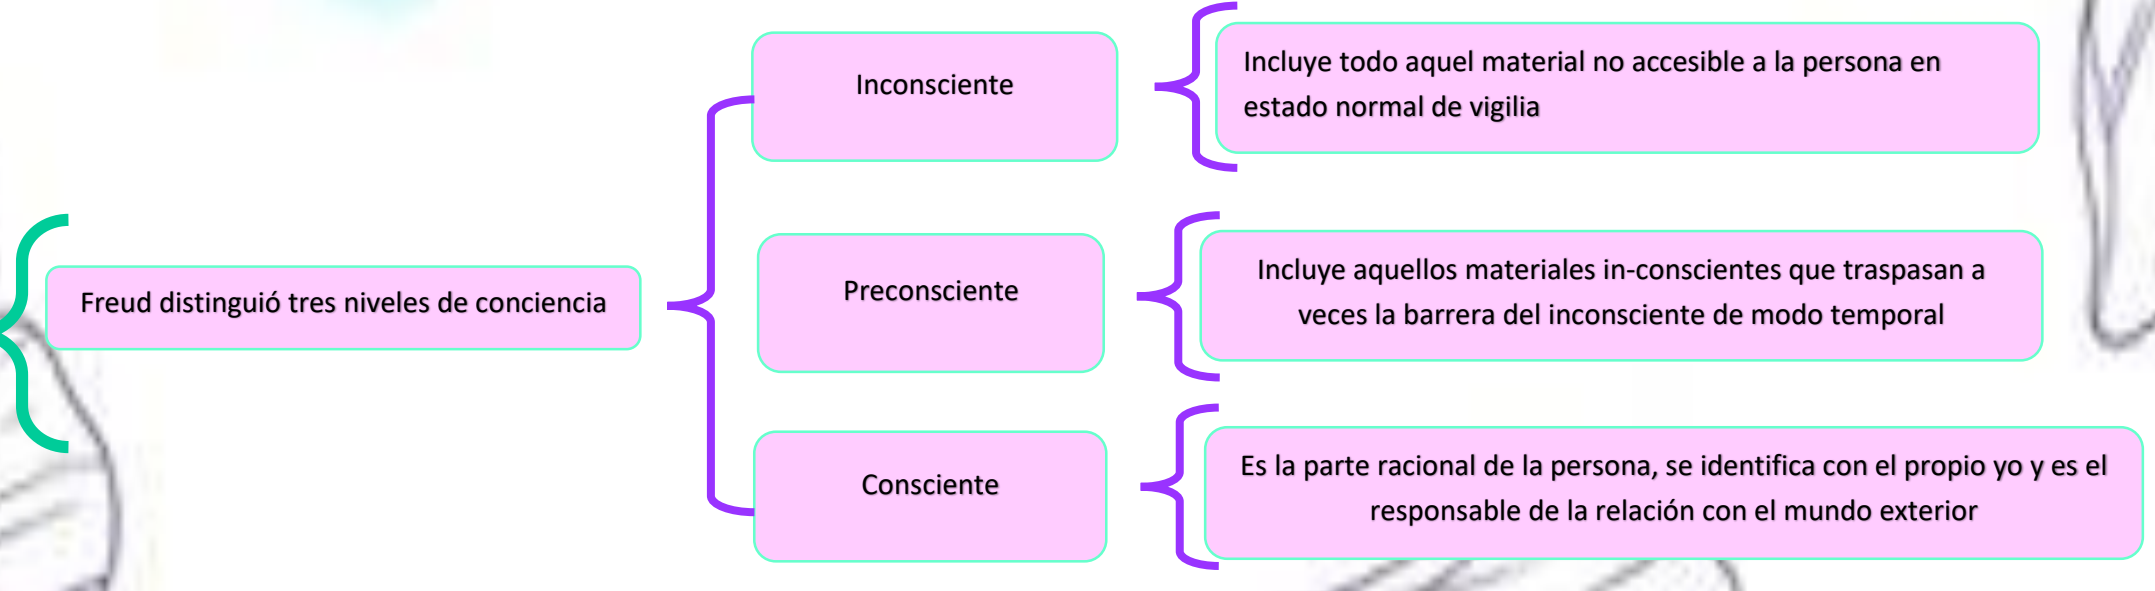 Freud distinguió tres niveles de conciencia
Inconsciente
Incluye todo aquel material no accesible a la persona en
estado normal de vigilia
Preconsciente
Incluye aquellos materiales in-conscientes que traspasan a
veces la barrera del inconsciente de modo temporal
Consciente
Es la parte racional de la persona, se identifica con el propio yo y es el
responsable de la relación con el mundo exterior